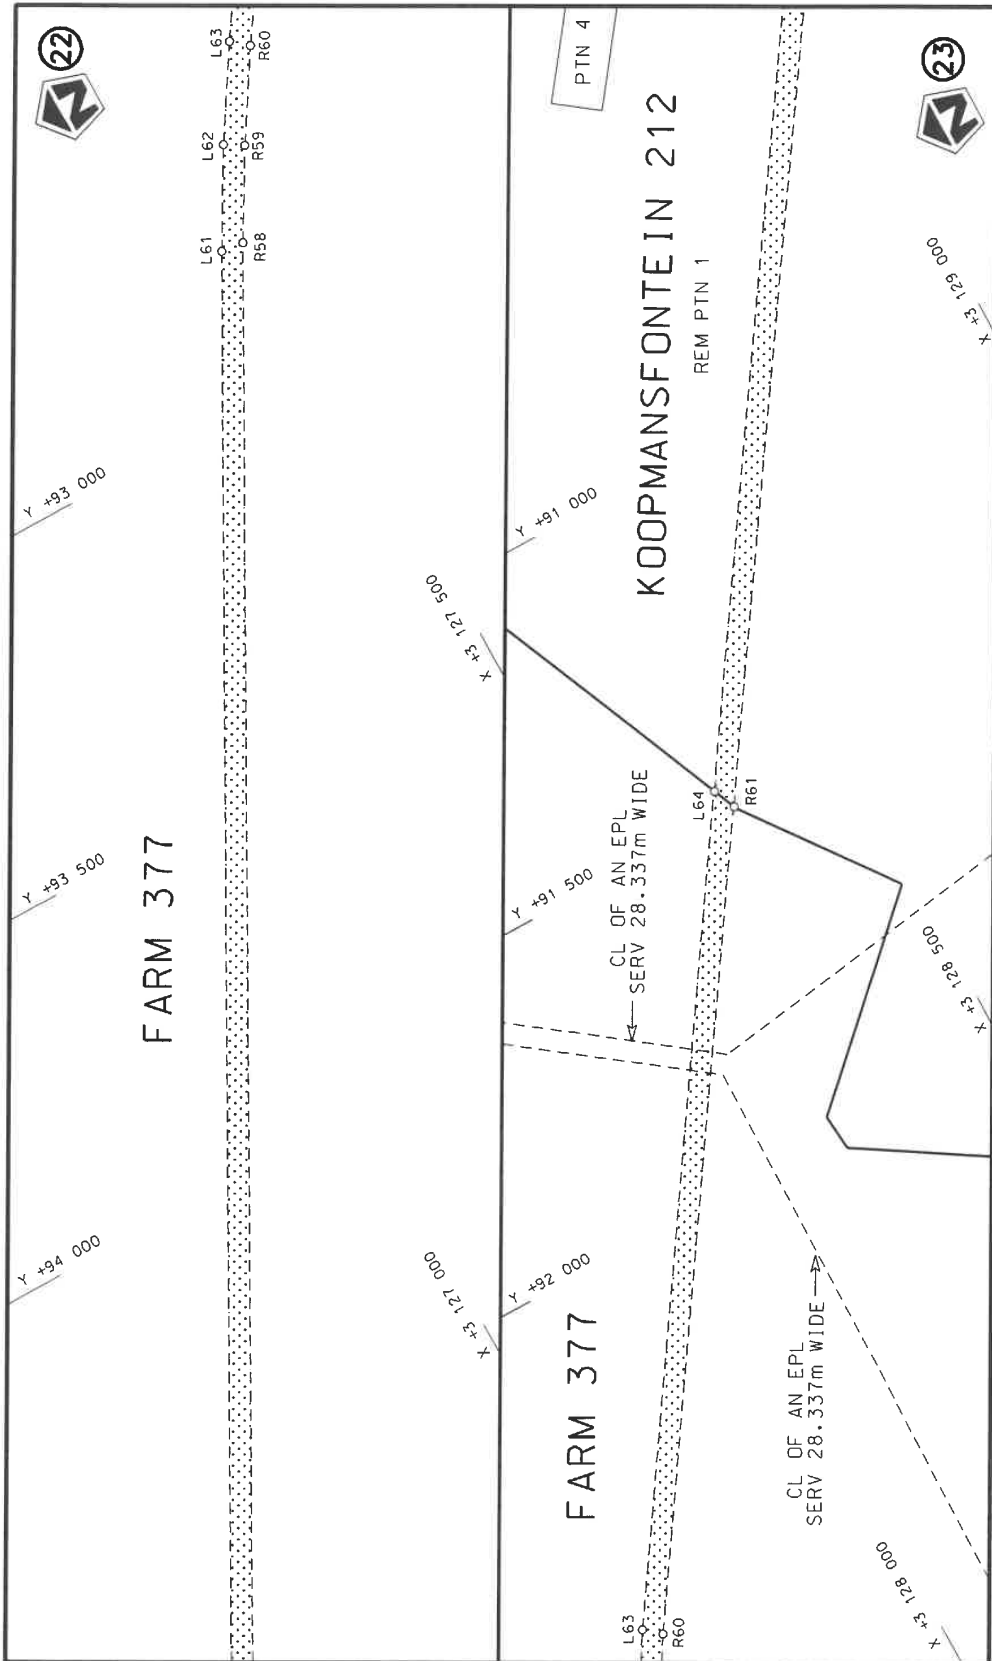 22
L63
R60
L62
R59
L61
R58
Y +93 000
X +3 127 500
FARM 377
Y +93 500
Y +94 000
X +3 127 000
23
PTN 4
KOOPMANSFONTEIN 212
REM PTN 1
X +3 129 000
Y +91 000
L64
R61
CL OF AN EPL
SERV 28.337m WIDE
Y +91 500
X +3 128 500
Y +92 000
FARM 377
CL OF AN EPL
SERV 28.337m WIDE
X +3 128 000
L63
R60